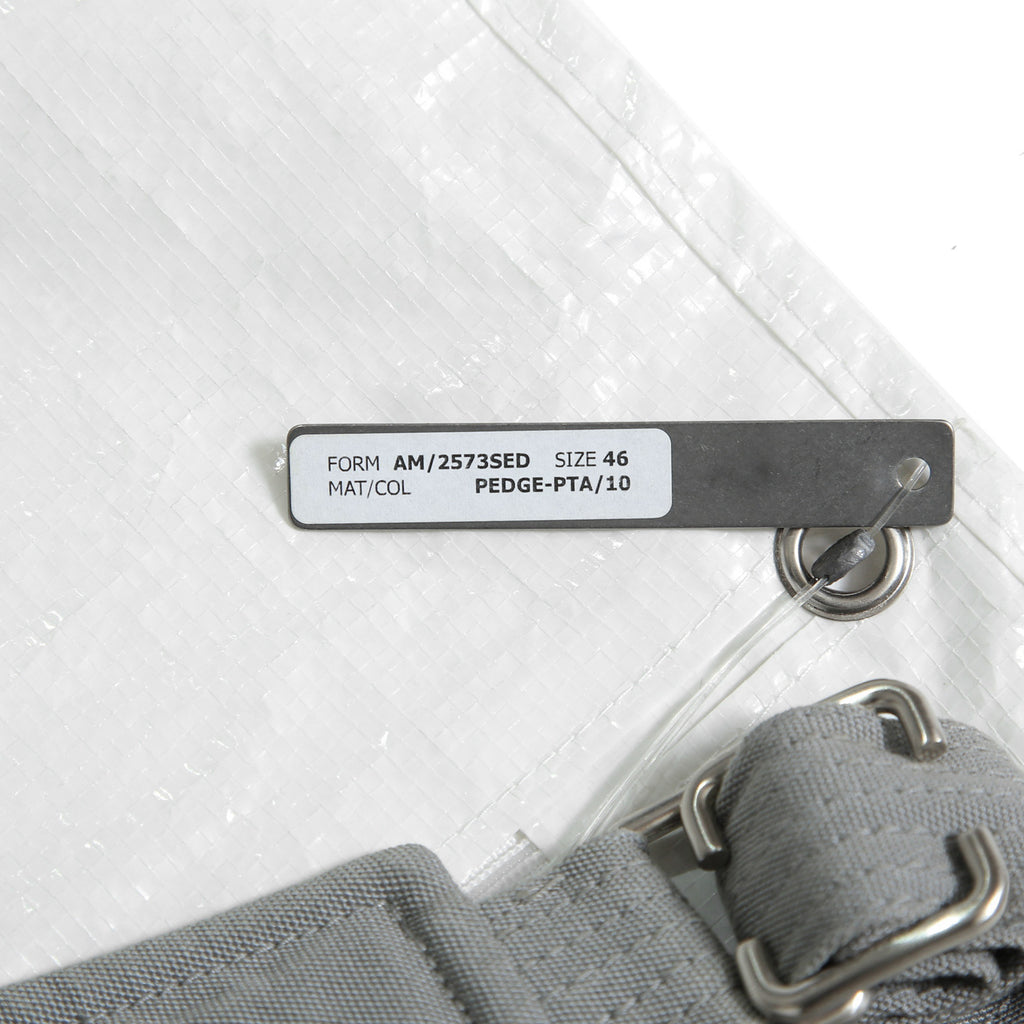 FORM AM/2573SED SIZE 46
MAT/COL PEDGE-PTA/10